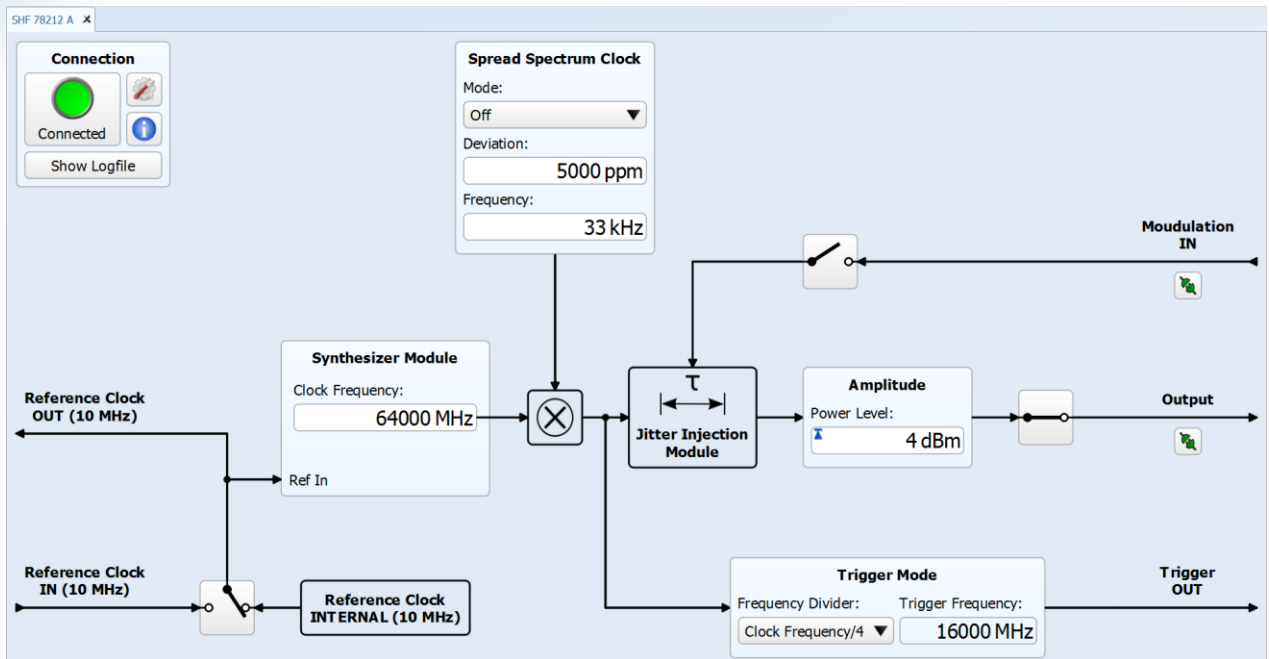 SHF 78212 A
Connection
Connected
Show Logfile
Spread Spectrum Clock
Mode:
Off
Deviation:
5000 ppm
Frequency:
33 kHz
Moudulation
IN
Synthesizer Module
Clock Frequency:
64000 MHz
Ref In
Reference Clock
OUT (10 MHz)
τ
Jitter Injection
Module
Amplitude
Power Level:
4 dBm
Output
Reference Clock
IN (10 MHz)
Reference Clock
INTERNAL (10 MHz)
Trigger Mode
Frequency Divider:
Clock Frequency/4
Trigger Frequency:
16000 MHz
Trigger
OUT